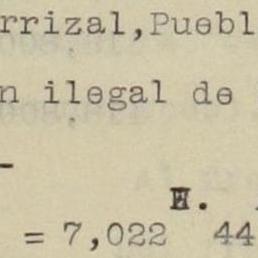 rrizal,Puebl
n ilegal de
H.
= 7,022 44